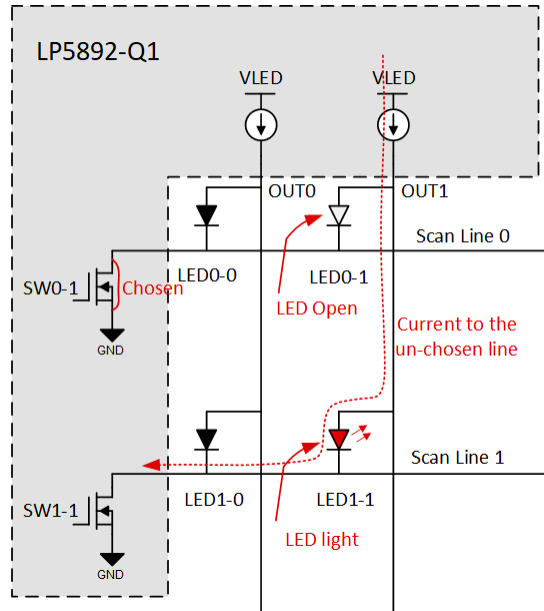 LP5892-Q1
VLED
VLED
OUT0
OUT1
Scan Line 0
LED0-0
LED0-1
SW0-1
Chosen
LED Open
GND
Current to the
un-chosen line
Scan Line 1
LED1-0
LED1-1
SW1-1
LED light
GND